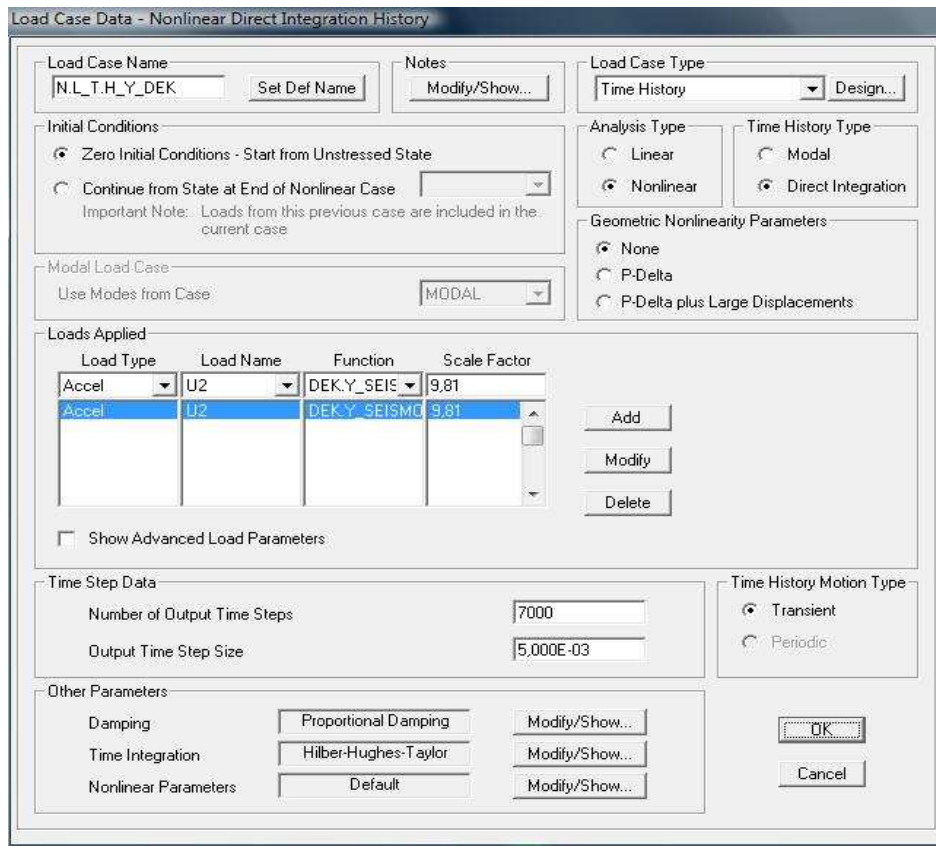 Load Case Data - Nonlinear Direct Integration History
Load Case Name
N.L_T.H_Y_DEK
Set Def Name
Notes
Modify/Show...
Load Case Type
Time History
Design...
Initial Conditions
Zero Initial Conditions - Start from Unstressed State
Continue from State at End of Nonlinear Case
Important Note: Loads from this previous case are included in the
current case
Analysis Type
Linear
Nonlinear
Time History Type
Modal
Direct Integration
Geometric Nonlinearity Parameters
None
P-Delta
P-Delta plus Large Displacements
Modal Load Case
Use Modes from Case
MODAL
Loads Applied
Load Type Load Name Function Scale Factor
Accel U2 DEK.Y_SEIS 9,81
Accel U2 DEK.Y_SEISMO 9,81
Add
Modify
Delete
Show Advanced Load Parameters
Time Step Data
Number of Output Time Steps 7000
Output Time Step Size 5,000E-03
Time History Motion Type
Transient
Periodic
Other Parameters
Damping Proportional Damping Modify/Show...
Time Integration Hilber-Hughes-Taylor Modify/Show...
Nonlinear Parameters Default Modify/Show...
OK
Cancel